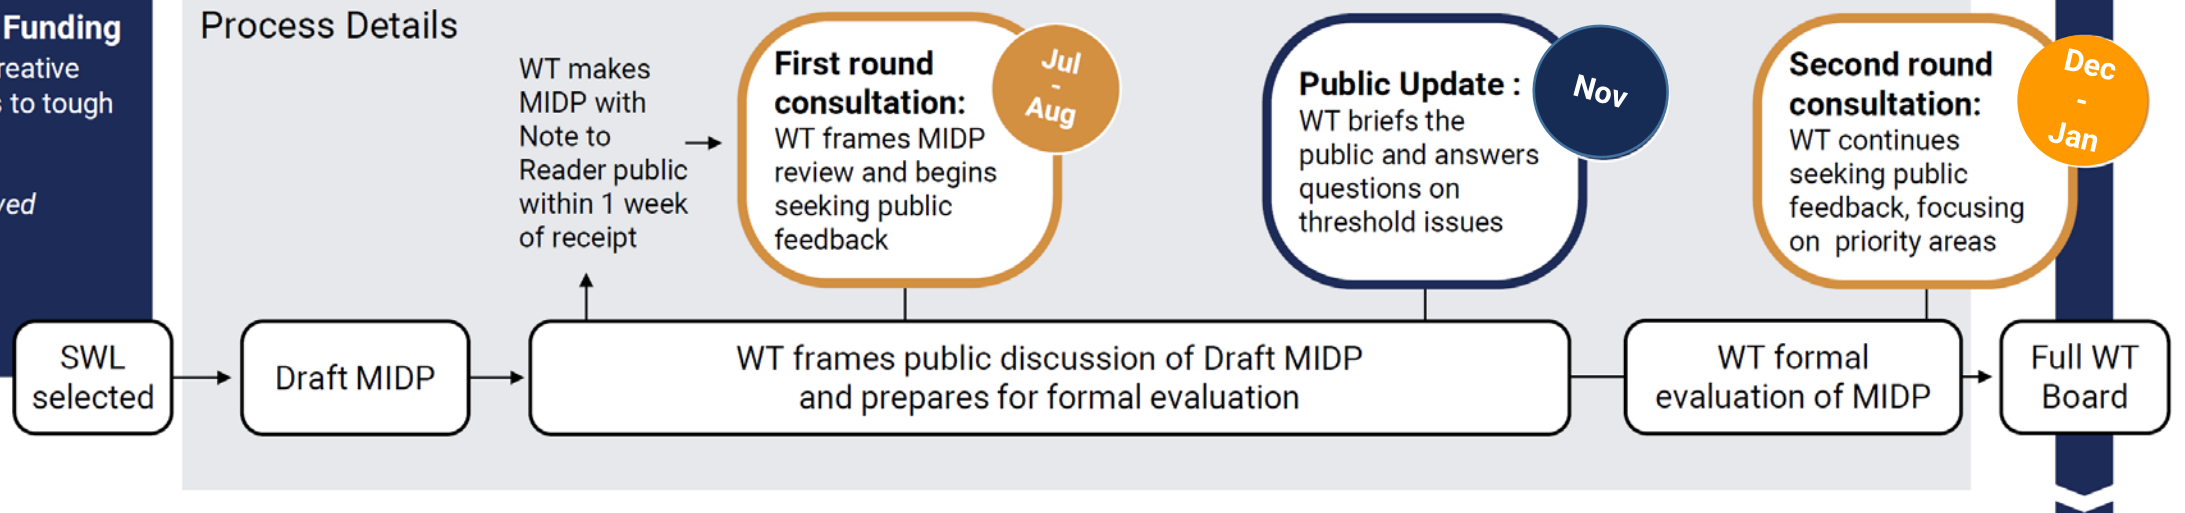 Funding
reative
s to tough
ved
Process Details
WT makes
MIDP with
Note to
Reader public
within 1 week
of receipt
First round
consultation:
WT frames MIDP
review and begins
seeking public
feedback
Jul
-
Aug
Public Update :
WT briefs the
public and answers
questions on
threshold issues
Nov
Second round
consultation:
WT continues
seeking public
feedback, focusing
on priority areas
Dec
-
Jan
SWL
selected
Draft MIDP
WT frames public discussion of Draft MIDP
and prepares for formal evaluation
WT formal
evaluation of MIDP
Full WT
Board